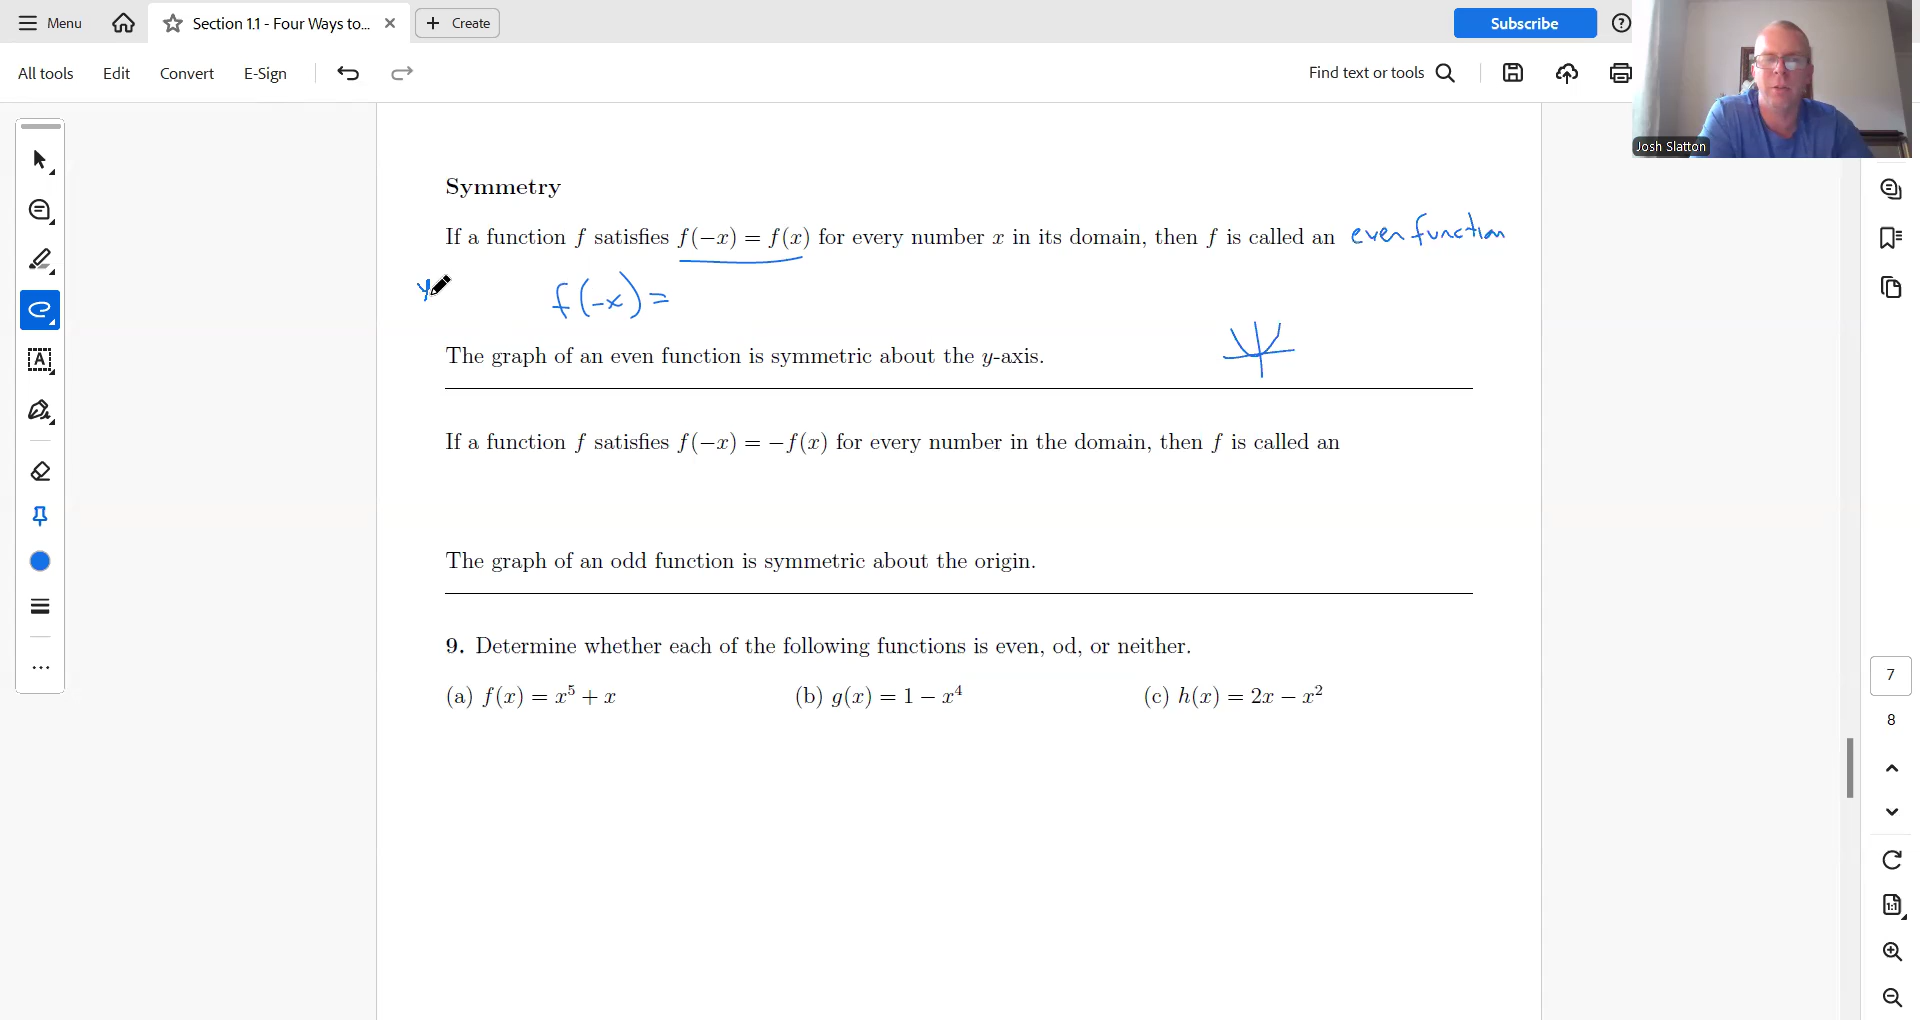 Menu
Section 1.1 - Four Ways to...
Create
Subscribe
All tools
Edit
Convert
E-Sign
Find text or tools
Josh Slatton
Symmetry
If a function f satisfies f(−x) = f(x) for every number x in its domain, then f is called an even function
f(-x) =
The graph of an even function is symmetric about the y-axis.
If a function f satisfies f(−x) = −f(x) for every number in the domain, then f is called an
The graph of an odd function is symmetric about the origin.
9. Determine whether each of the following functions is even, od, or neither.
(a) f(x) = x⁵ + x
(b) g(x) = 1 − x⁴
(c) h(x) = 2x − x²
7
8